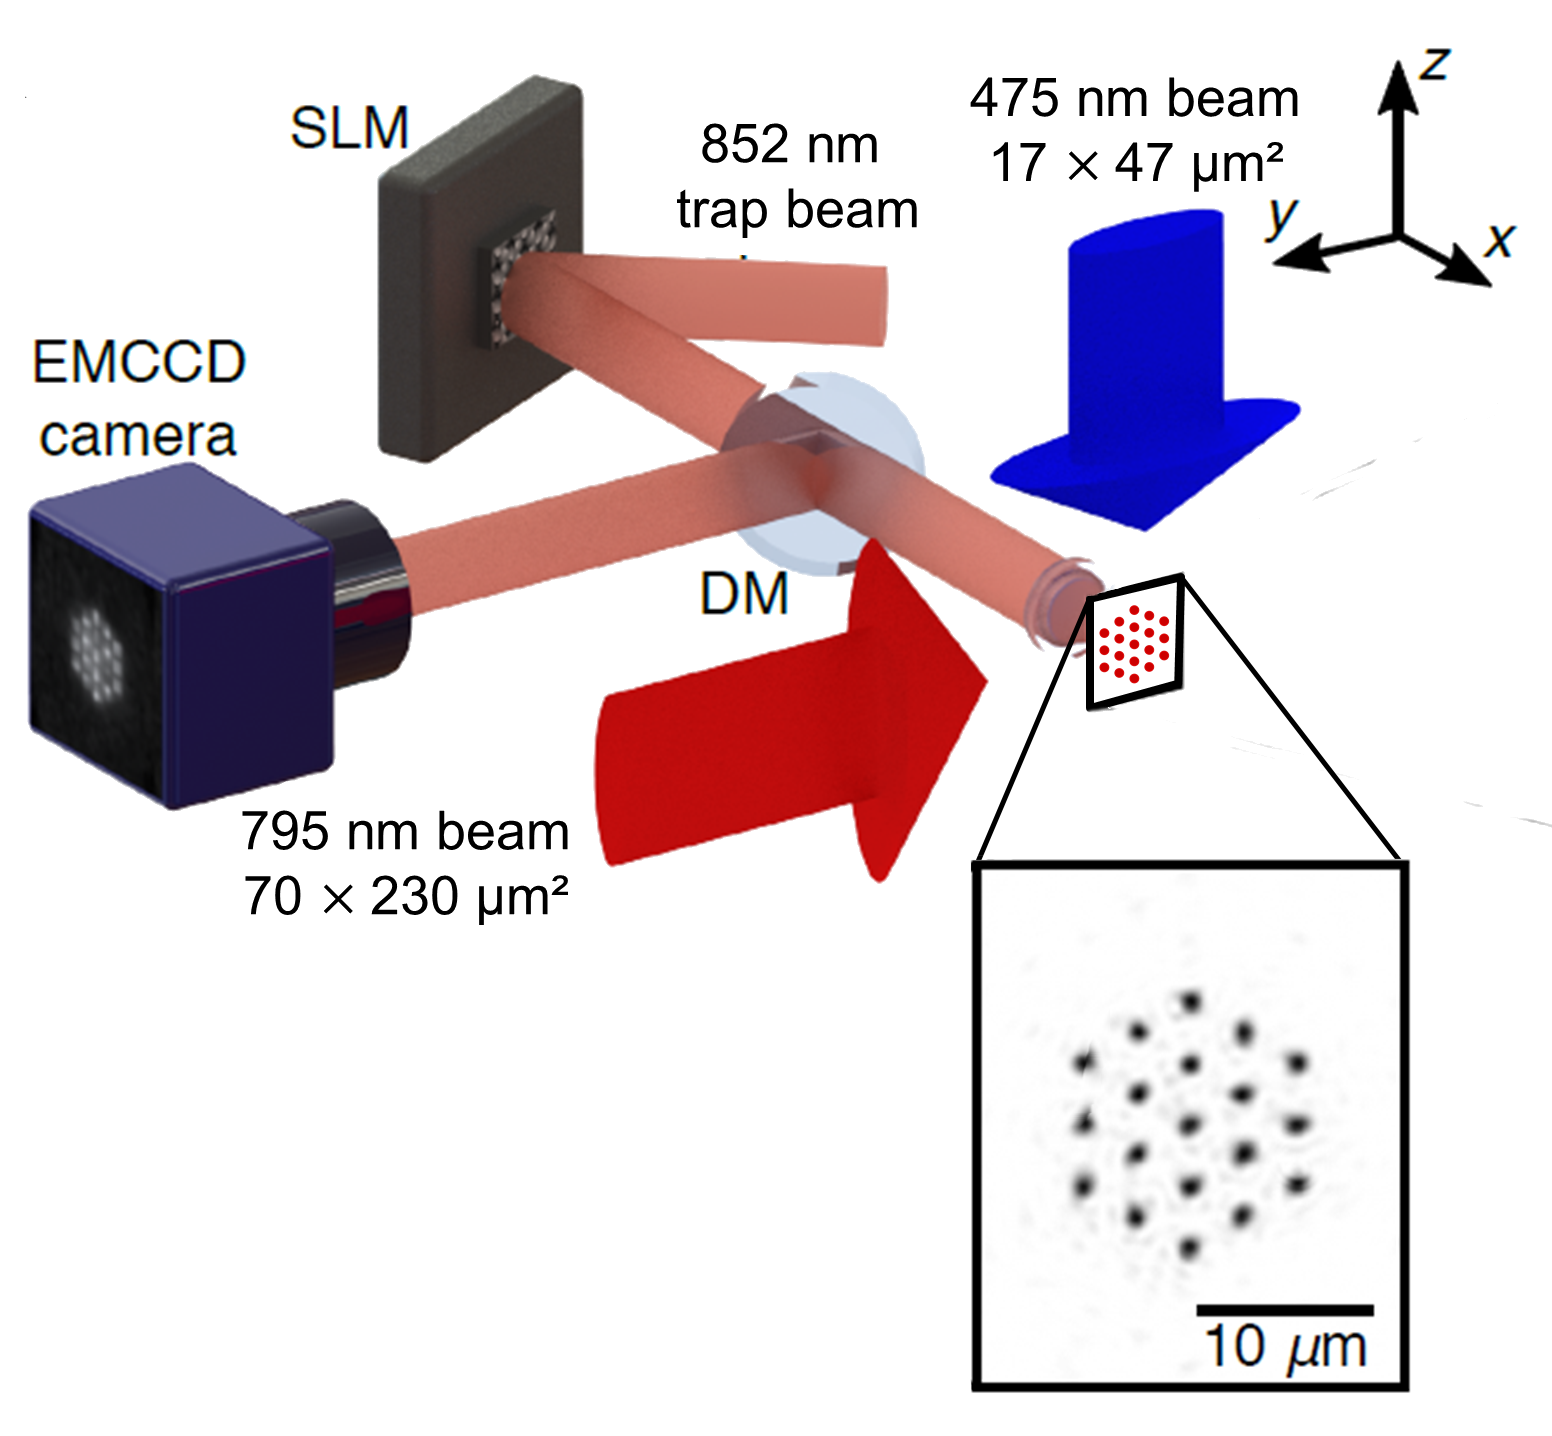 SLM
852 nm
trap beam
475 nm beam
17 × 47 µm²
z
y
x
EMCCD
camera
DM
795 nm beam
70 × 230 µm²
10 µm